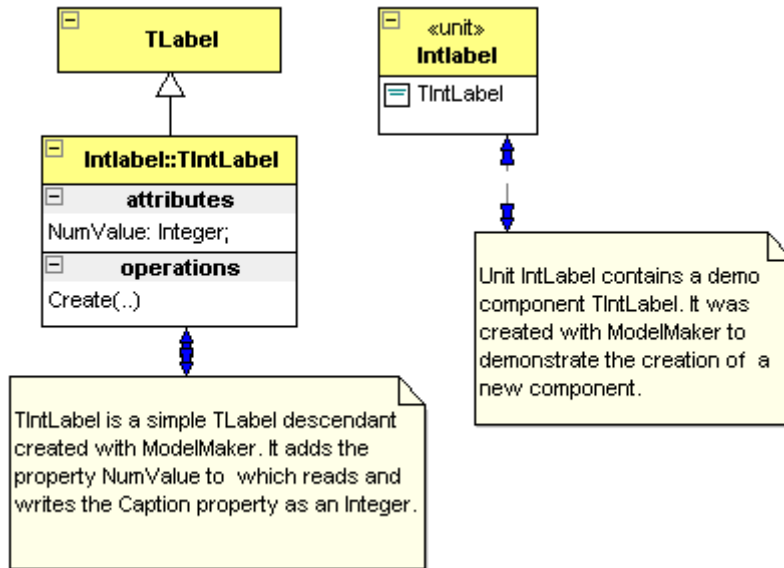 TLabel
Intlabel::TIntLabel
attributes
NumValue: Integer;
operations
Create(..)
TIntLabel is a simple TLabel descendant
created with ModelMaker. It adds the
property NumValue to  which reads and
writes the Caption property as an Integer.
«unit»
Intlabel
TIntLabel
Unit IntLabel contains a demo
component TIntLabel. It was
created with ModelMaker to
demonstrate the creation of  a
new component.